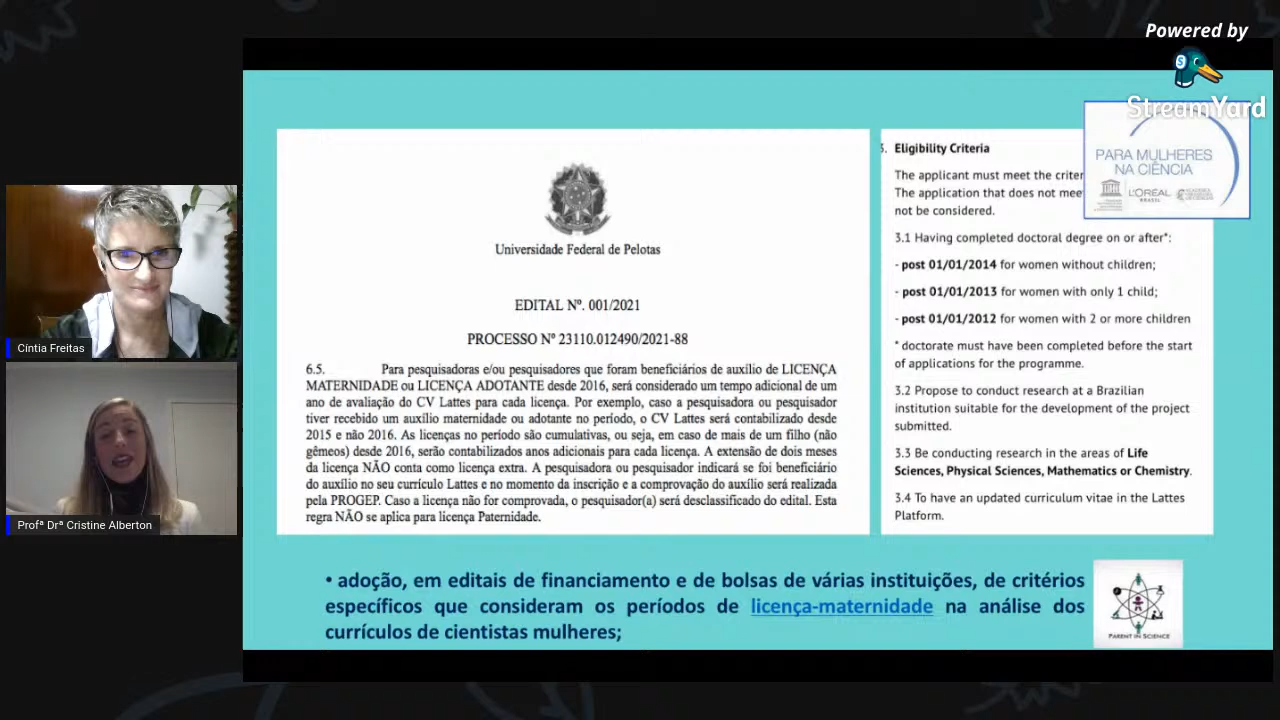 Powered by
StreamYard
Universidade Federal de Pelotas
EDITAL Nº. 001/2021
PROCESSO Nº 23110.012490/2021-88
6.5. Para pesquisadoras e/ou pesquisadores que foram beneficiários de auxílio de LICENÇA
MATERNIDADE ou LICENÇA ADOTANTE desde 2016, será considerado um tempo adicional de um
ano de avaliação do CV Lattes para cada licença. Por exemplo, caso a pesquisadora ou pesquisador
tiver recebido um auxílio maternidade ou adotante no período, o CV Lattes será contabilizado desde
2015 e não 2016. As licenças no período são cumulativas, ou seja, em caso de mais de um filho (não
gêmeos) desde 2016, serão contabilizados anos adicionais para cada licença. A extensão de dois meses
da licença NÃO conta como licença extra. A pesquisadora ou pesquisador indicará se foi beneficiário
do auxílio no seu currículo Lattes e no momento da inscrição e a comprovação do auxílio será realizada
pela PROGEP. Caso a licença não for comprovada, o pesquisador(a) será desclassificado do edital. Esta
regra NÃO se aplica para licença Paternidade.
3. Eligibility Criteria
The applicant must meet the criter
The application that does not mee
not be considered.
3.1 Having completed doctoral degree on or after*:
- post 01/01/2014 for women without children;
- post 01/01/2013 for women with only 1 child;
- post 01/01/2012 for women with 2 or more children
* doctorate must have been completed before the start
of applications for the programme.
3.2 Propose to conduct research at a Brazilian
institution suitable for the development of the project
submitted.
3.3 Be conducting research in the areas of Life
Sciences, Physical Sciences, Mathematics or Chemistry.
3.4 To have an updated curriculum vitae in the Lattes
Platform.
PARA MULHERES
NA CIÊNCIA
L'ORÉAL
BRASIL
Cíntia Freitas
Profª Drª Cristine Alberton
• adoção, em editais de financiamento e de bolsas de várias instituições, de critérios
específicos que consideram os períodos de licença-maternidade na análise dos
currículos de cientistas mulheres;
PARENT IN SCIENCE